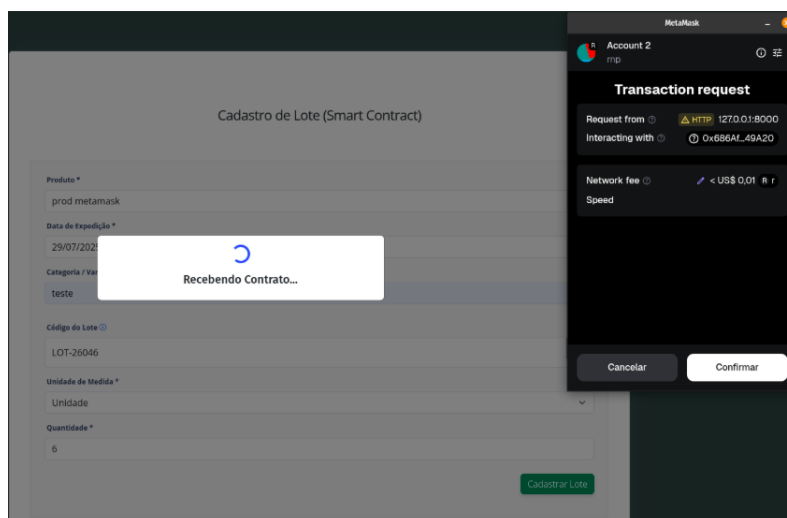 Cadastro de Lote (Smart Contract)
Produto *
prod metamask
Data de Expedição *
29/07/202
Categoria / Var
teste
Recebendo Contrato...
Código do Lote
LOT-26046
Unidade de Medida *
Unidade
Quantidade *
6
Cadastrar Lote
MetaMask
R
Account 2
rnp
Transaction request
Request from HTTP 127.0.0.1:8000
Interacting with 0x686Af...49A20
Network fee < US$ 0,01 R r
Speed
Cancelar Confirmar